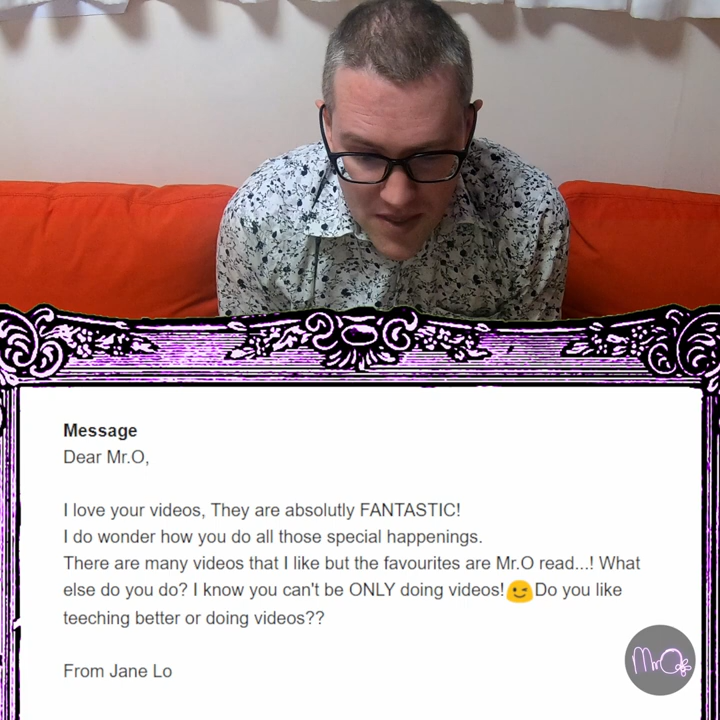 Message
Dear Mr.O,
I love your videos, They are absolutly FANTASTIC!
I do wonder how you do all those special happenings.
There are many videos that I like but the favourites are Mr.O read...! What
else do you do? I know you can't be ONLY doing videos!😉Do you like
teeching better or doing videos??
From Jane Lo